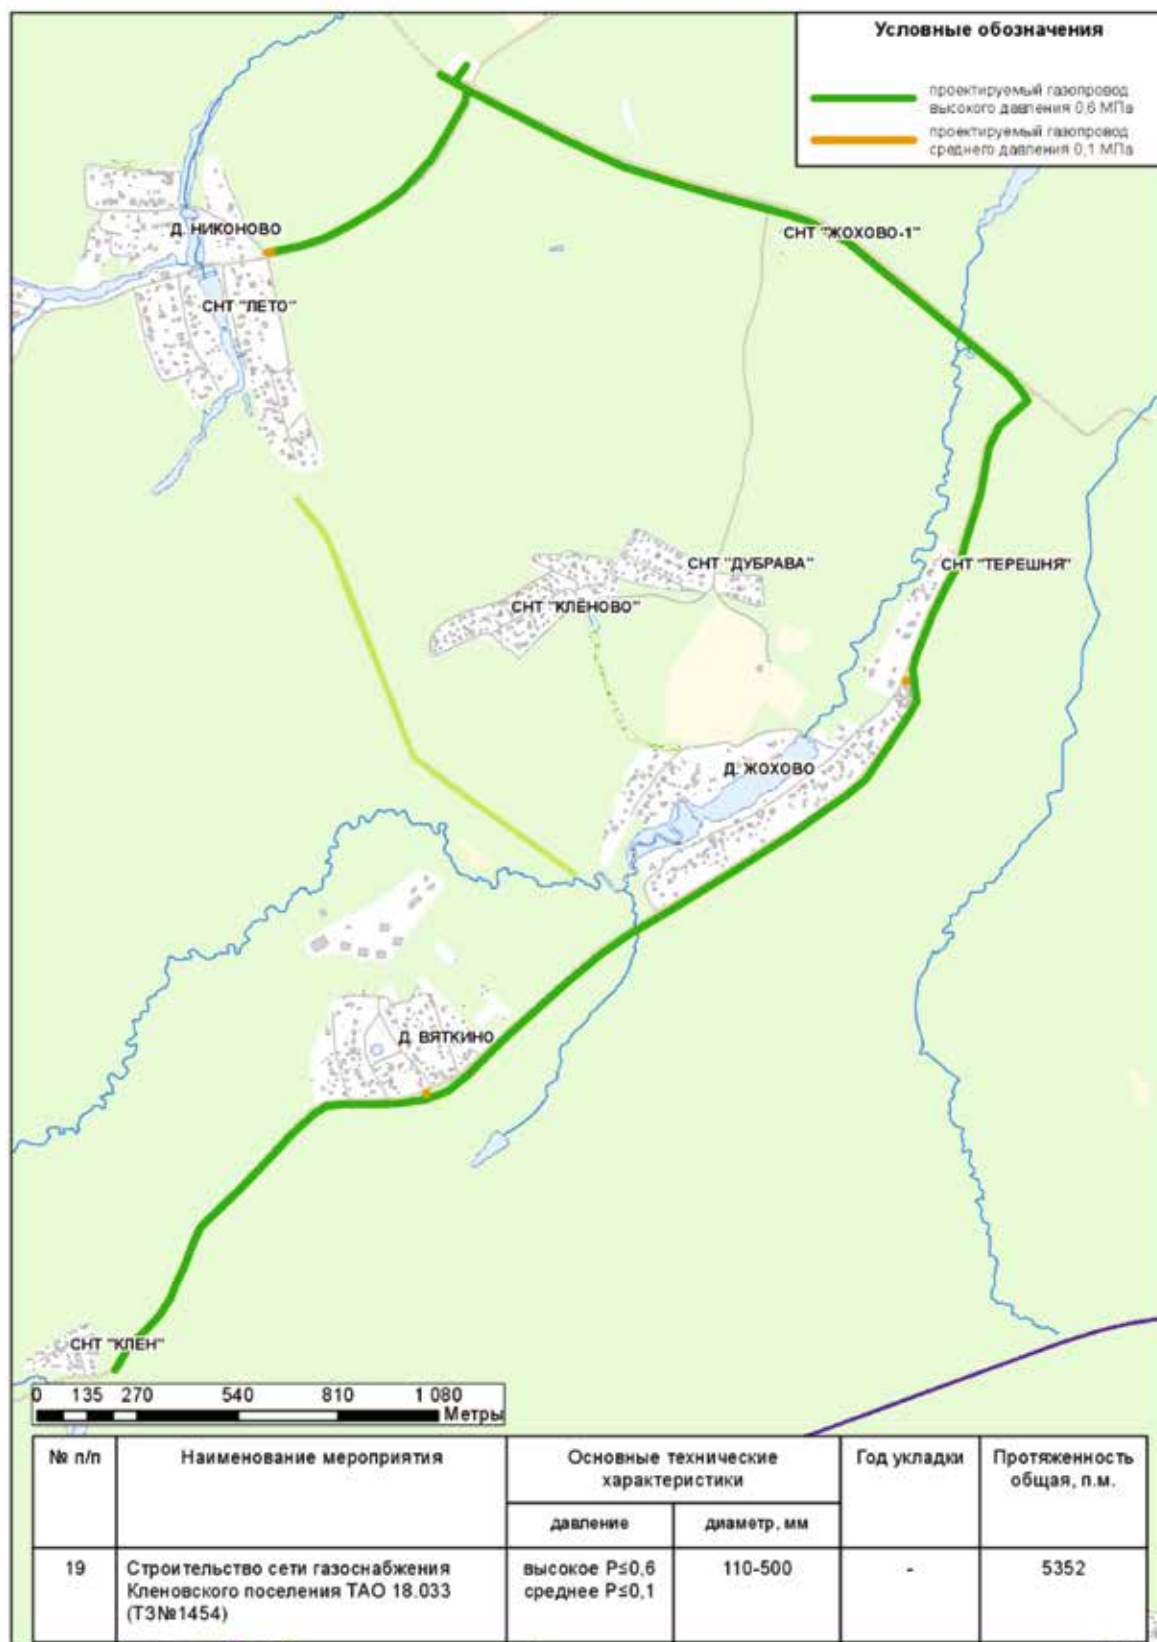 Условные обозначения
проектируемый газопровод
высокого давления 0,6 МПа
проектируемый газопровод
среднего давления 0,1 МПа
Д. НИКОНОВО
СНТ "ЖОХОВО-1"
СНТ "ЛЕТО"
СНТ "ДУБРАВА"
СНТ "ТЕРЕШНЯ"
СНТ "КЛЁНОВО"
Д. ЖОХОВО
Д. ВЯТКИНО
СНТ "КЛЕН"
0 135 270 540 810 1 080
Метры
№ п/п
Наименование мероприятия
Основные технические
характеристики
Год укладки
Протяженность
общая, п.м.
давление
диаметр, мм
19
Строительство сети газоснабжения
Кленовского поселения ТАО 18.033
(ТЗ№1454)
высокое Р≤0,6
среднее Р≤0,1
110-500
-
5352